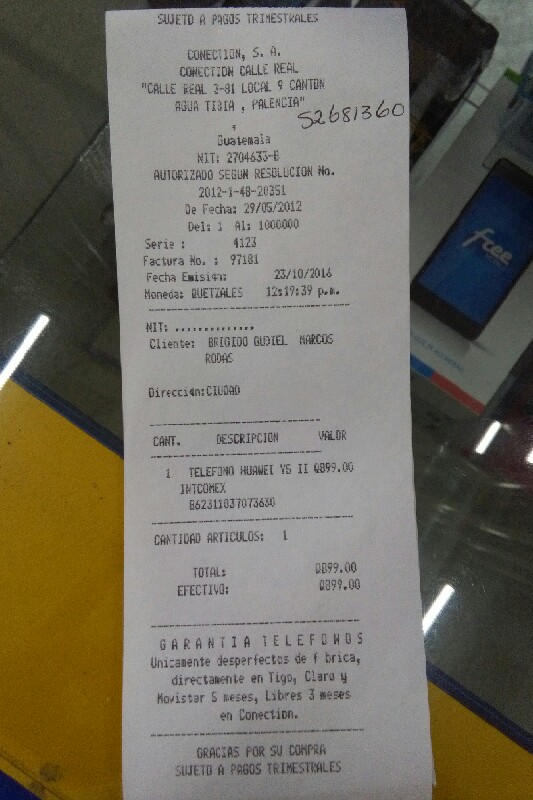 SUJETO A PAGOS TRIMESTRALES
CONECTION, S. A.
CONECTION CALLE REAL
"CALLE REAL 3-81 LOCAL 9 CANTON
AGUA TIBIA , PALENCIA"
52681360
,
Guatemala
NIT: 2704633-8
AUTORIZADO SEGUN RESOLUCION No.
2012-1-48-20351
De Fecha: 29/05/2012
Del: 1 Al: 1000000
Serie : 4123
Factura No. : 97181
Fecha Emisión: 23/10/2016
Moneda: QUETZALES 12:19:39 p.m.
NIT: ..............
Cliente: BRIGIDO GUDIEL MARCOS
RODAS
Dirección:CIUDAD
CANT. DESCRIPCION VALOR
1 TELEFONO HUAWEI Y5 II Q899.00
INTCOMEX
862311037073630
CANTIDAD ARTICULOS: 1
TOTAL: Q899.00
EFECTIVO: Q899.00
G A R A N T I A T E L E F O N O S
Unicamente desperfectos de f brica,
directamente en Tigo, Claro y
Movistar 5 meses, Libres 3 meses
en Conection.
GRACIAS POR SU COMPRA
SUJETO A PAGOS TRIMESTRALES
free